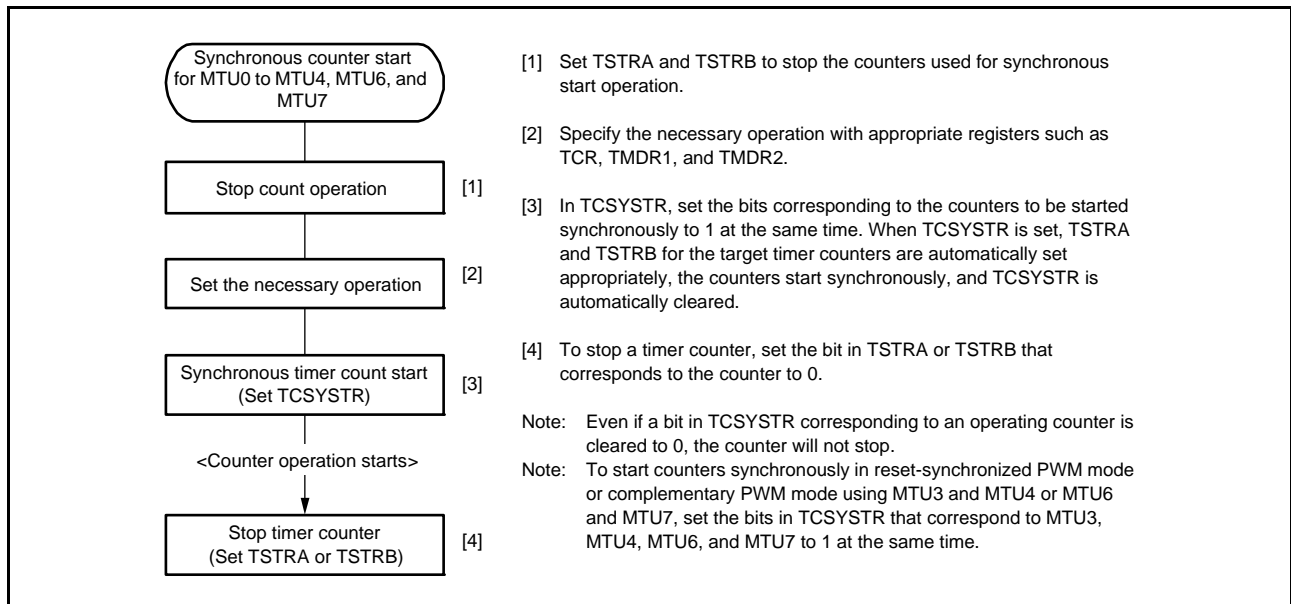 Synchronous counter start
for MTU0 to MTU4, MTU6, and
MTU7
Stop count operation
[1]
Set the necessary operation
[2]
Synchronous timer count start
(Set TCSYSTR)
[3]
<Counter operation starts>
Stop timer counter
(Set TSTRA or TSTRB)
[4]
[1] Set TSTRA and TSTRB to stop the counters used for synchronous
start operation.
[2] Specify the necessary operation with appropriate registers such as
TCR, TMDR1, and TMDR2.
[3] In TCSYSTR, set the bits corresponding to the counters to be started
synchronously to 1 at the same time. When TCSYSTR is set, TSTRA
and TSTRB for the target timer counters are automatically set
appropriately, the counters start synchronously, and TCSYSTR is
automatically cleared.
[4] To stop a timer counter, set the bit in TSTRA or TSTRB that
corresponds to the counter to 0.
Note: Even if a bit in TCSYSTR corresponding to an operating counter is
cleared to 0, the counter will not stop.
Note: To start counters synchronously in reset-synchronized PWM mode
or complementary PWM mode using MTU3 and MTU4 or MTU6
and MTU7, set the bits in TCSYSTR that correspond to MTU3,
MTU4, MTU6, and MTU7 to 1 at the same time.